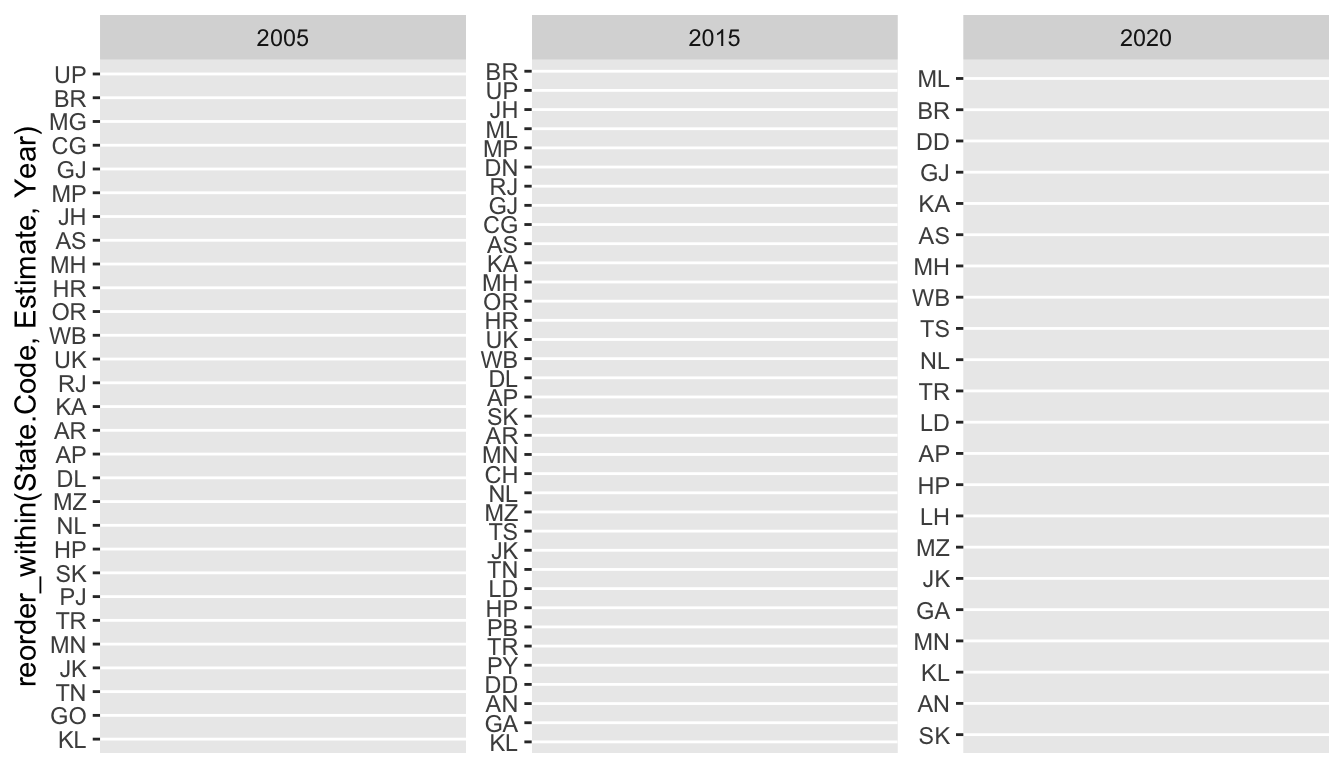 2005
2015
2020
reorder_within(State.Code, Estimate, Year)
UP
BR
MG
CG
GJ
MP
JH
AS
MH
HR
OR
WB
UK
RJ
KA
AR
AP
DL
MZ
NL
HP
SK
PJ
TR
MN
JK
TN
GO
KL
BR
UP
JH
ML
MP
DN
RJ
GJ
CG
AS
KA
MH
OR
HR
UK
WB
DL
AP
SK
AR
MN
CH
NL
MZ
TS
JK
TN
LD
HP
PB
TR
PY
DD
AN
GA
KL
ML
BR
DD
GJ
KA
AS
MH
WB
TS
NL
TR
LD
AP
HP
LH
MZ
JK
GA
MN
KL
AN
SK